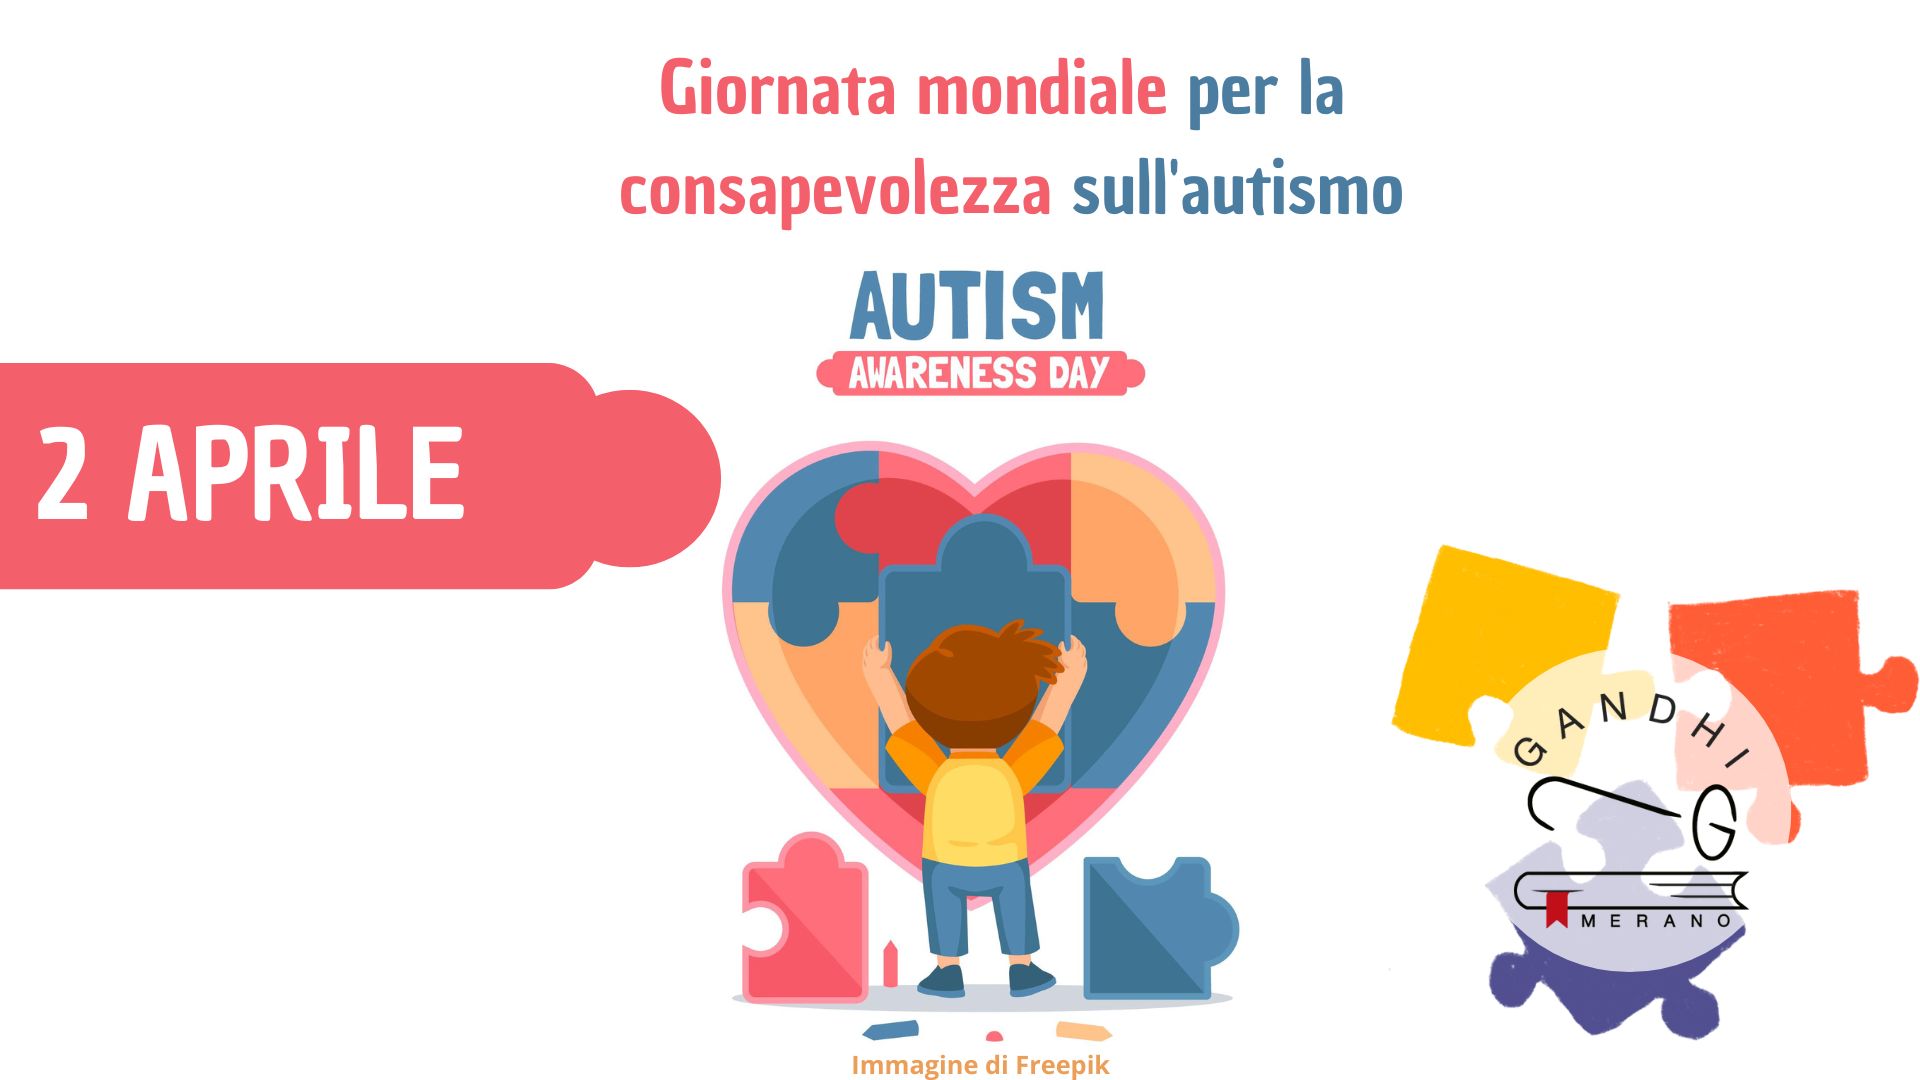 Giornata mondiale per la
consapevolezza sull'autismo
AUTISM
AWARENESS DAY
2 APRILE
GANDHI
G
MERANO
Immagine di Freepik